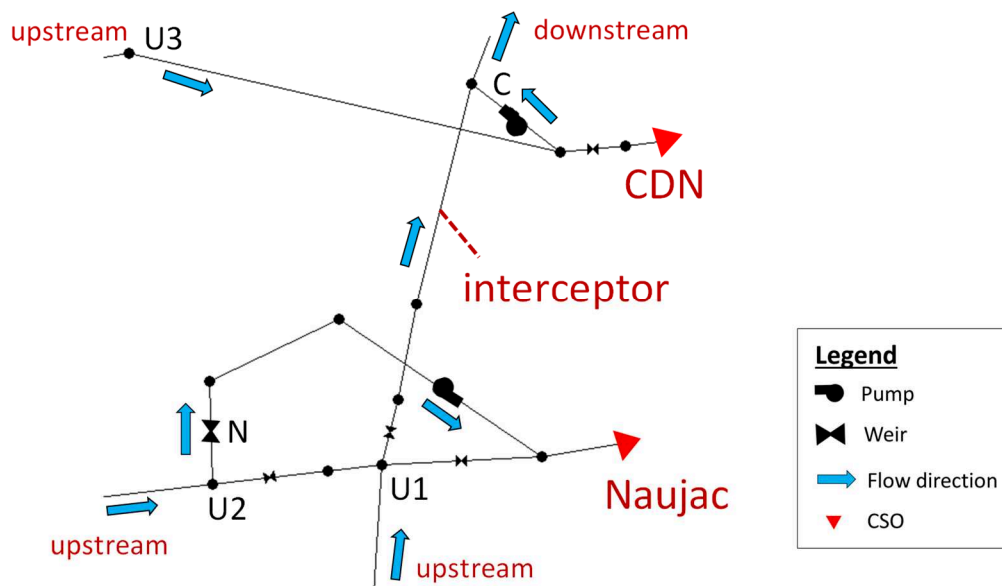 upstream
U3
downstream
C
CDN
interceptor
N
U2
U1
Naujac
upstream
upstream
Legend
Pump
Weir
Flow direction
CSO